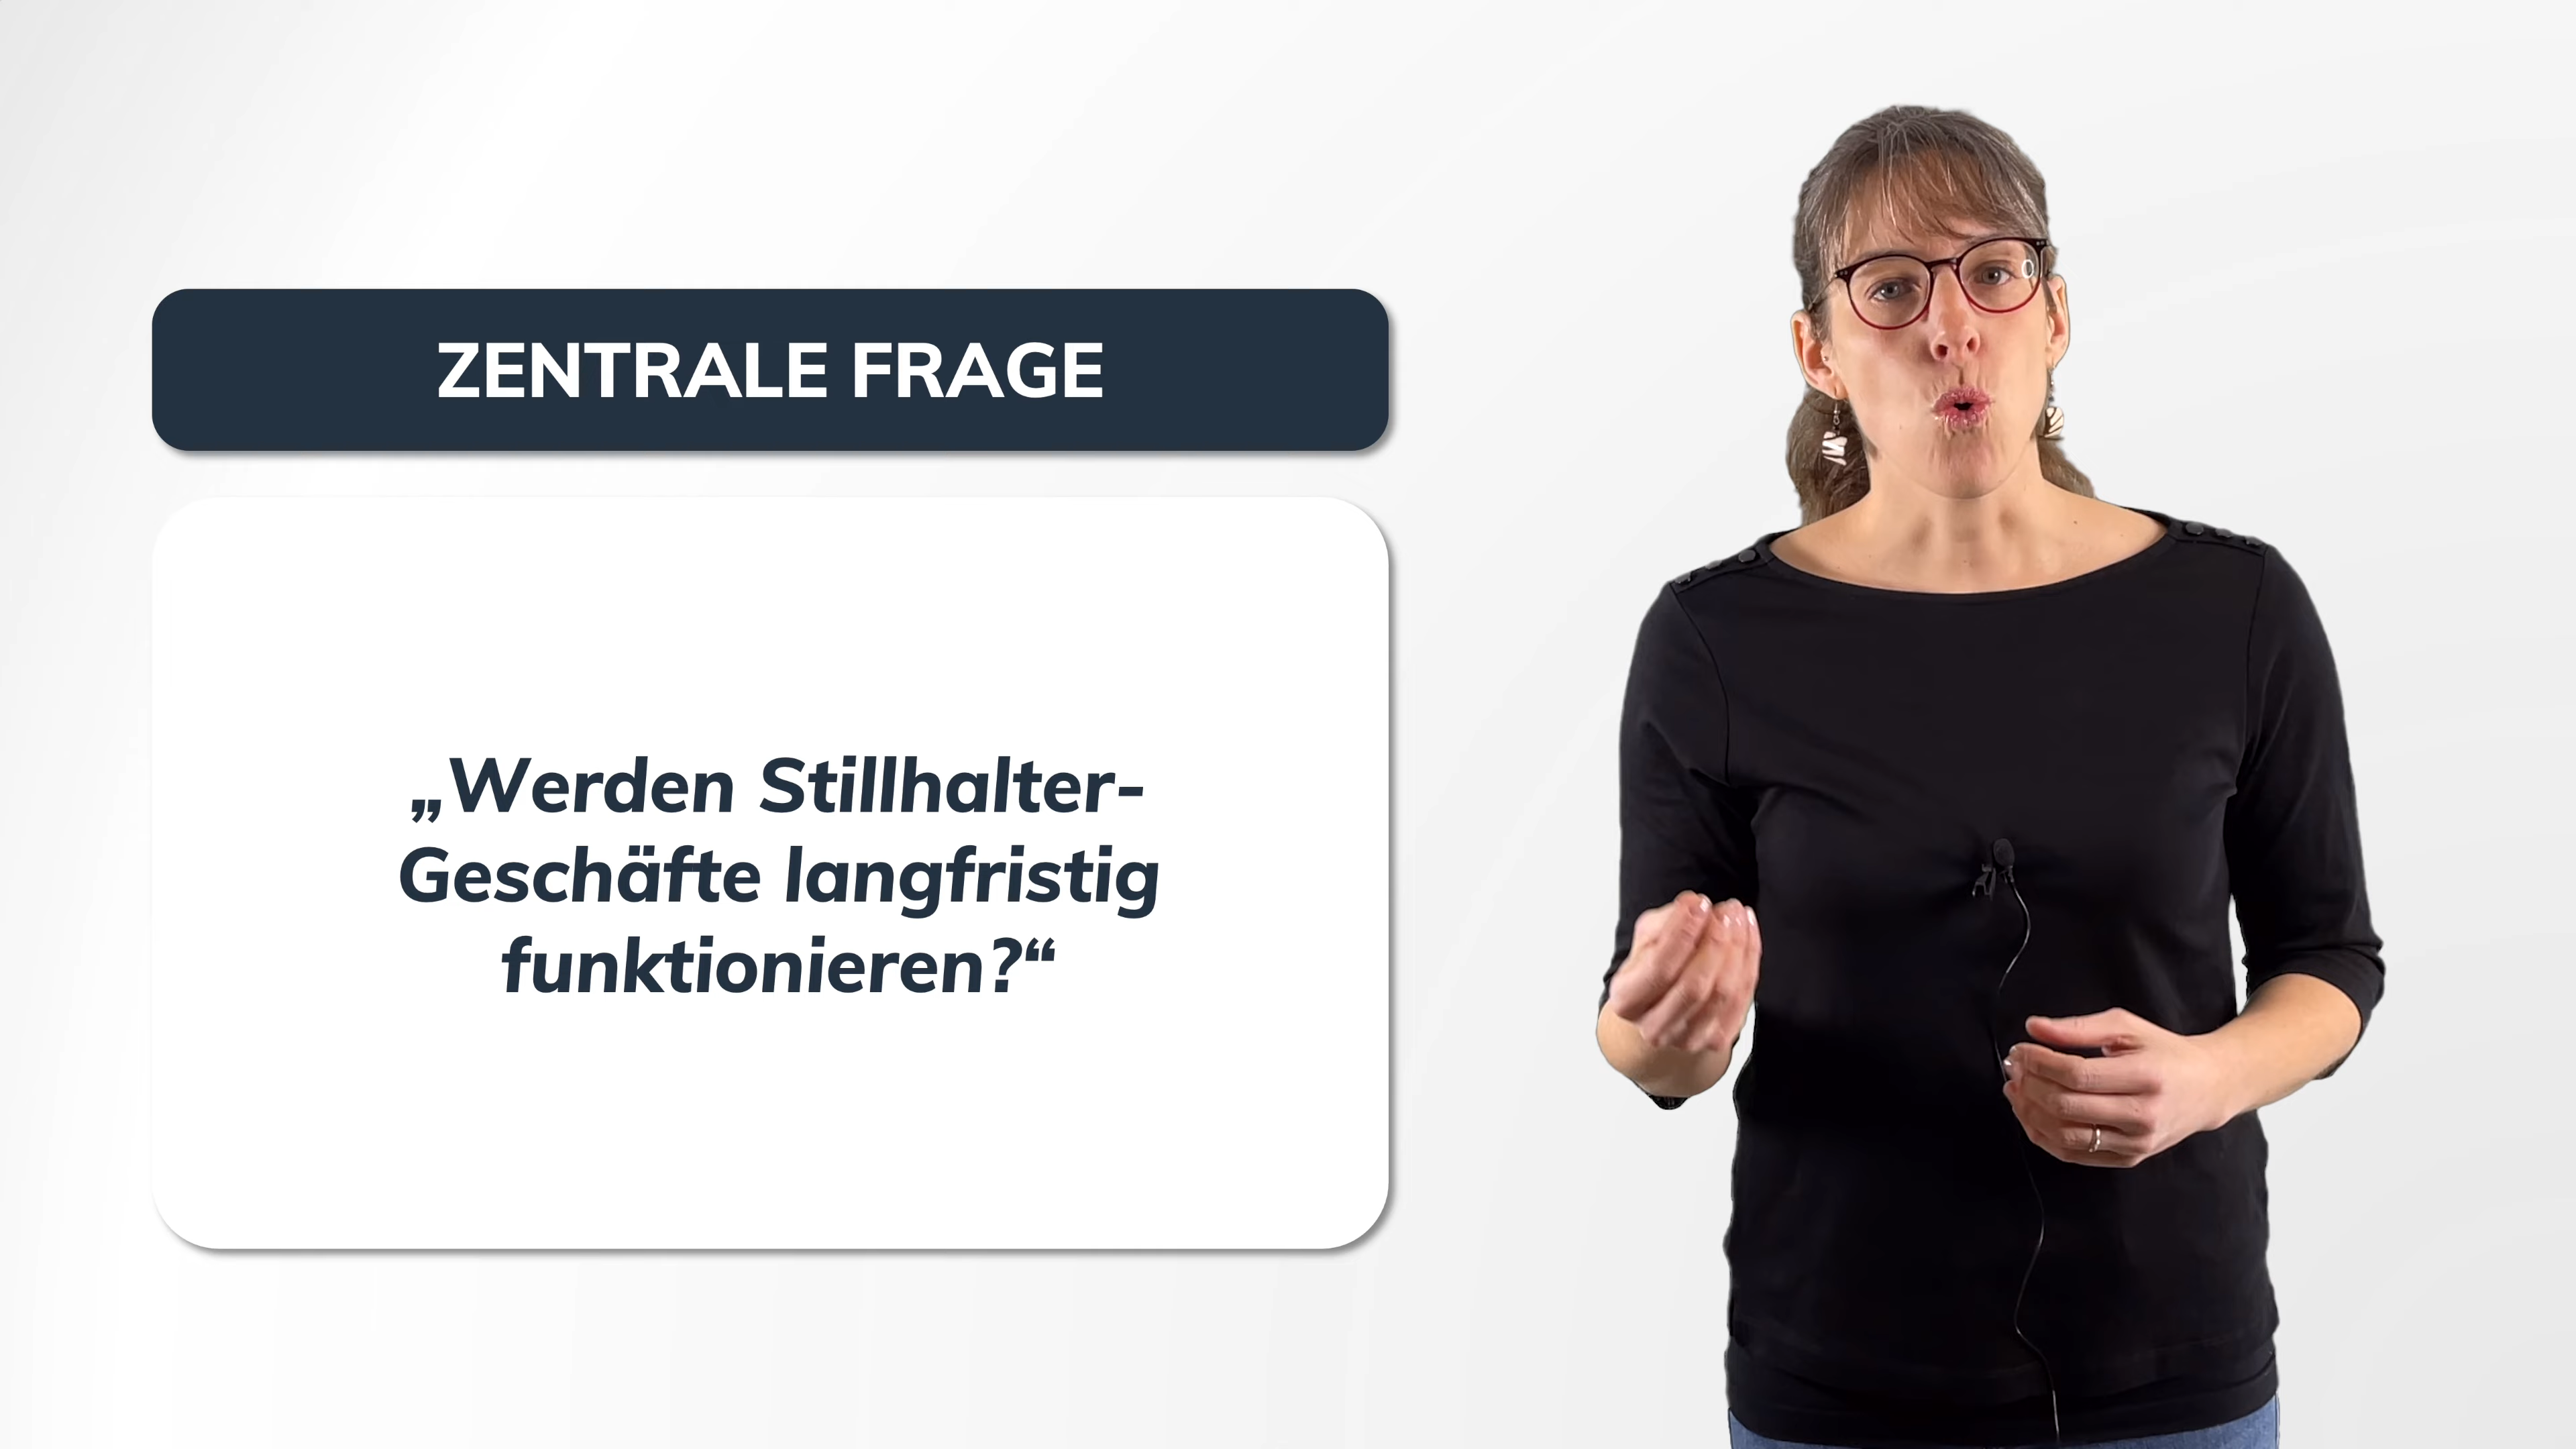 ZENTRALE FRAGE
„Werden Stillhalter-
Geschäfte langfristig
funktionieren?“